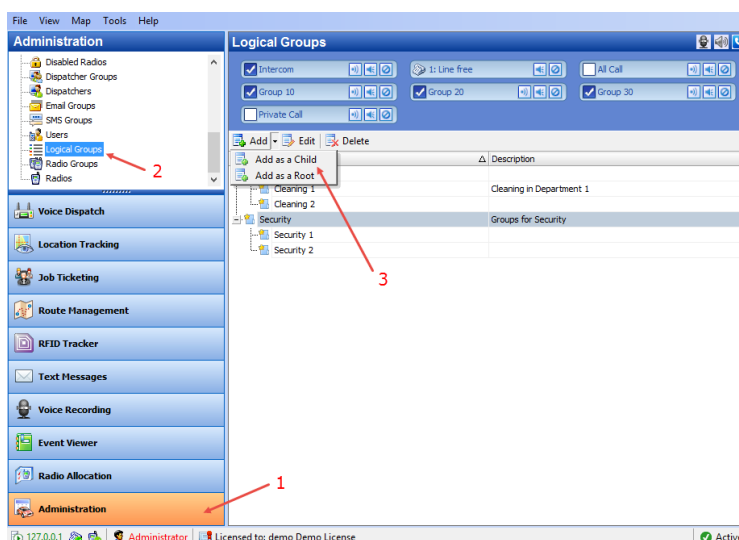 File View Map Tools Help
Administration
Disabled Radios
Dispatcher Groups
Dispatchers
Email Groups
SMS Groups
Users
Logical Groups
Radio Groups
Radios
2
Voice Dispatch
Location Tracking
Job Ticketing
Route Management
RFID Tracker
Text Messages
Voice Recording
Event Viewer
Radio Allocation
Administration
1
Logical Groups
Intercom 1: Line free All Call
Group 10 Group 20 Group 30
Private Call
Add Edit Delete
Add as a Child
Add as a Root
Description
Cleaning 1 Cleaning in Department 1
Cleaning 2
Security Groups for Security
Security 1
Security 2
3
127.0.0.1 Administrator Licensed to: demo Demo License Active